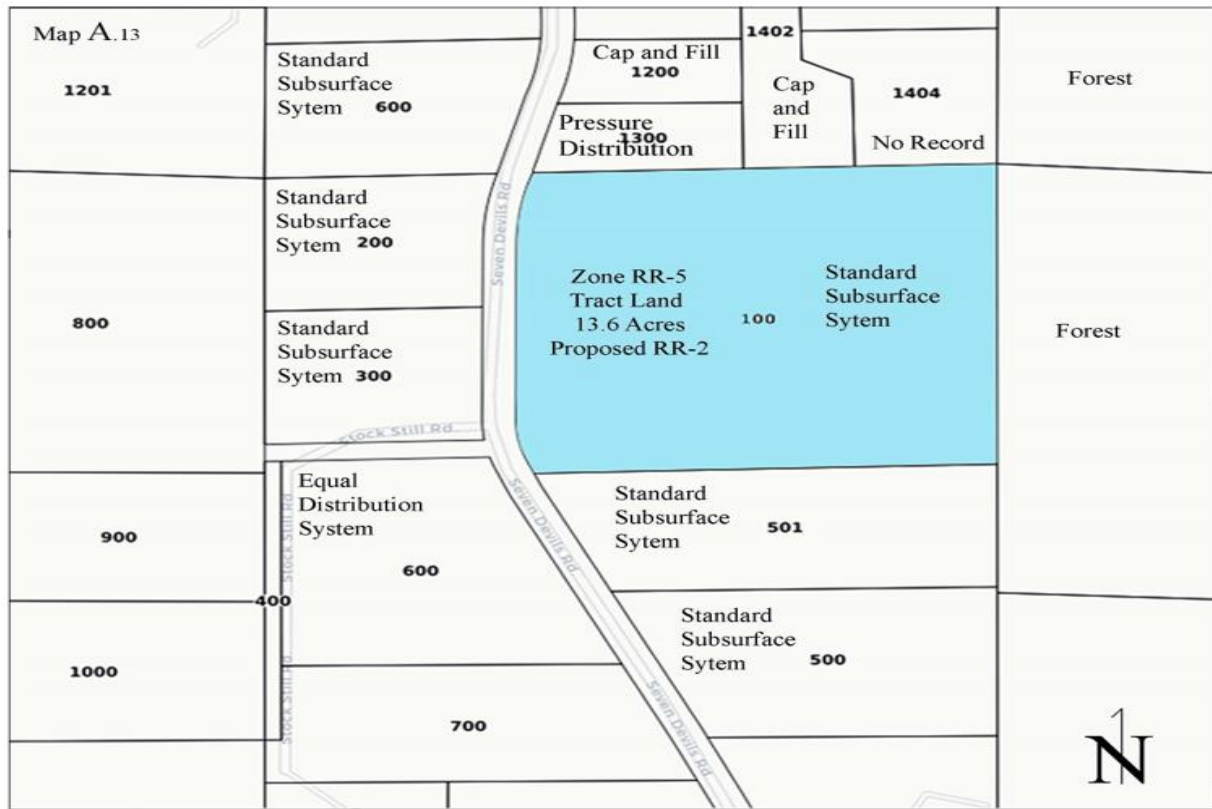 Map A.13
1201
Standard
Subsurface
Sytem 600
Cap and Fill
1200
1402
Cap
and
Fill
1404
No Record
Forest
Pressure
1300
Distribution
Standard
Subsurface
Sytem 200
Seven Devils Rd
800
Standard
Subsurface
Sytem 300
Zone RR-5
Tract Land
13.6 Acres
Proposed RR-2
100
Standard
Subsurface
Sytem
Forest
Stock Still Rd
Equal
Distribution
System
600
Stock Still Rd
Seven Devils Rd
Standard
Subsurface
Sytem
501
900
400
1000
Standard
Subsurface
Sytem 500
Stock Still Rd
700
Seven Devils Rd
N